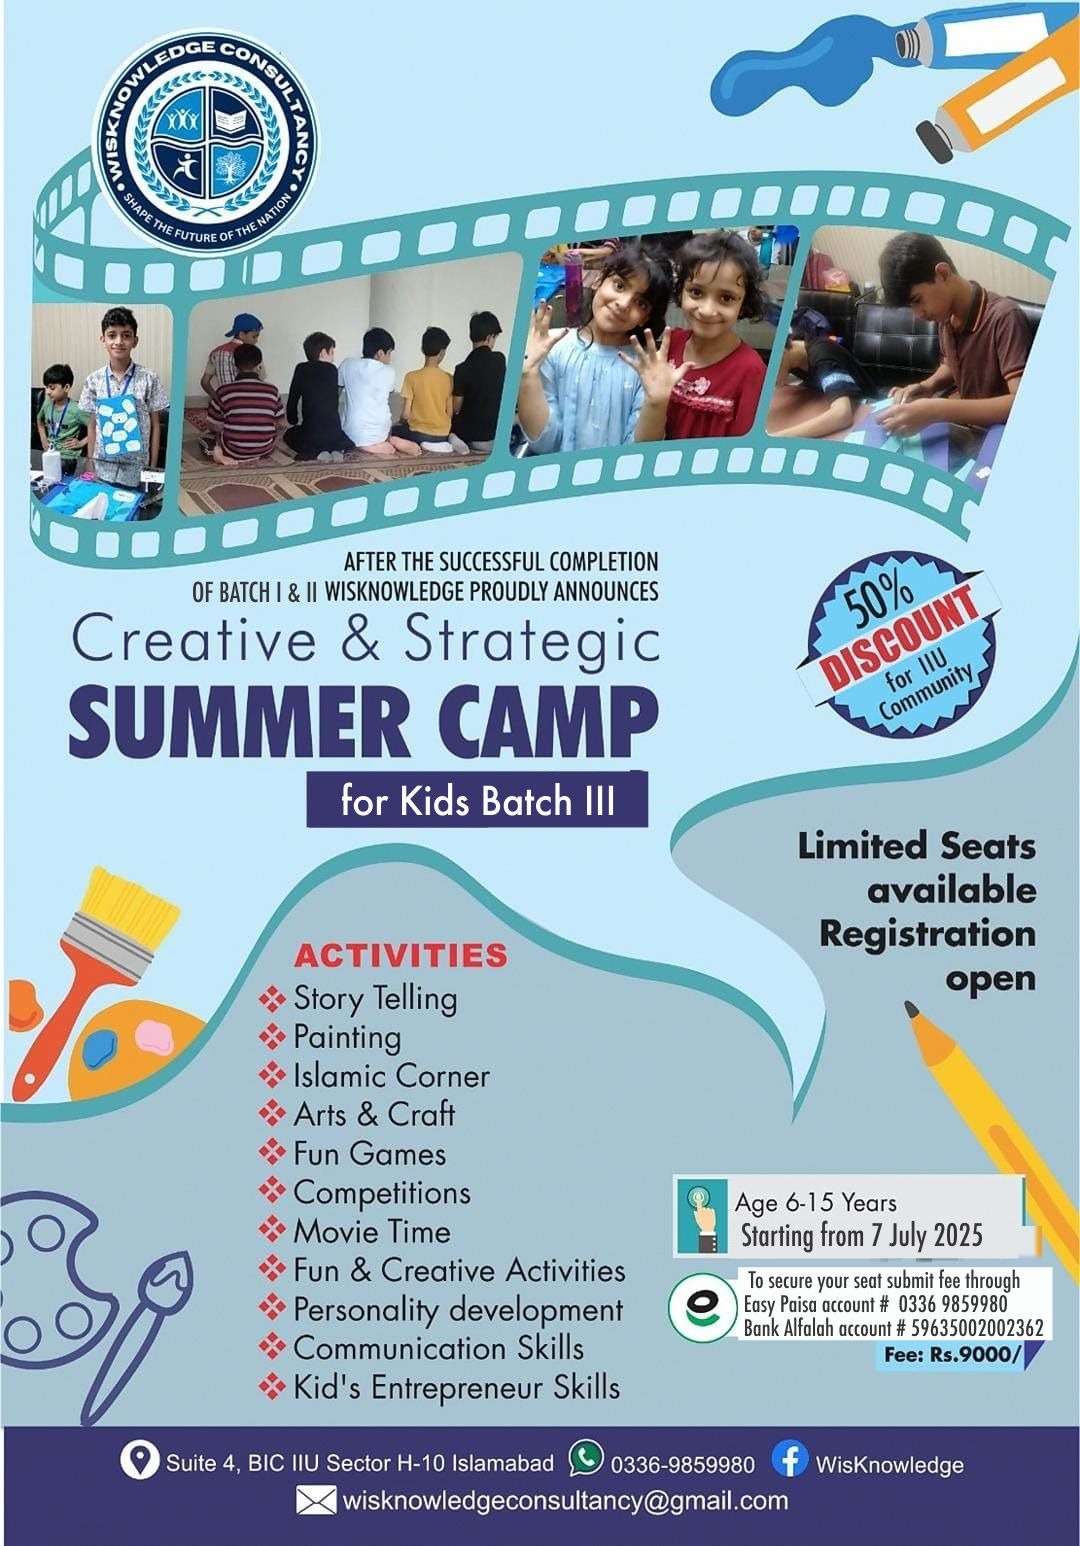 WISKNOWLEDGE CONSULTANCY
SHAPE THE FUTURE OF THE NATION
AFTER THE SUCCESSFUL COMPLETION
OF BATCH I & II WISKNOWLEDGE PROUDLY ANNOUNCES
Creative & Strategic
SUMMER CAMP
for Kids Batch III
50%
DISCOUNT
for IIU
Community
Limited Seats
available
Registration
open
ACTIVITIES
Story Telling
Painting
Islamic Corner
Arts & Craft
Fun Games
Competitions
Movie Time
Fun & Creative Activities
Personality development
Communication Skills
Kid's Entrepreneur Skills
Age 6-15 Years
Starting from 7 July 2025
To secure your seat submit fee through
Easy Paisa account # 0336 9859980
Bank Alfalah account # 59635002002362
Fee: Rs.9000/
Suite 4, BIC IIU Sector H-10 Islamabad 0336-9859980 WisKnowledge
wisknowledgeconsultancy@gmail.com